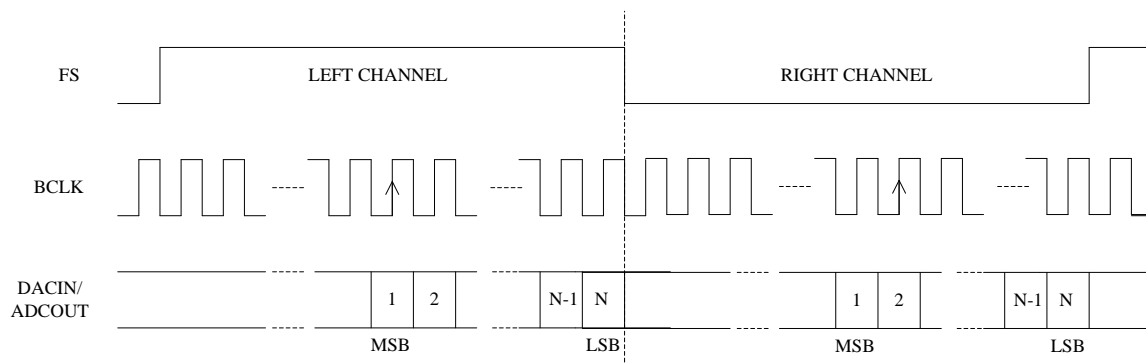 FS
LEFT CHANNEL
RIGHT CHANNEL
BCLK
DACIN/
ADCOUT
1 2 N-1 N
1 2 N-1 N
MSB LSB
MSB LSB